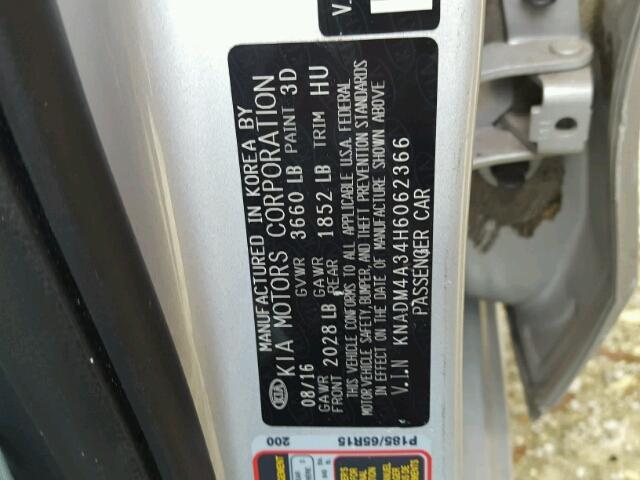 MANUFACTURED IN KOREA BY
KIA MOTORS CORPORATION
KIA
08/16 GVWR 3660 LB PAINT 3D
GAWR FRONT 2028 LB GAWR REAR 1852 LB TRIM HU
THIS VEHICLE CONFORMS TO ALL APPLICABLE U.S.A. FEDERAL
MOTOR VEHICLE SAFETY, BUMPER, AND THEFT PREVENTION STANDARDS
IN EFFECT ON THE DATE OF MANUFACTURE SHOWN ABOVE
V.I.N KNADM4A34H6062366
PASSENGER CAR
P185/65R15
200